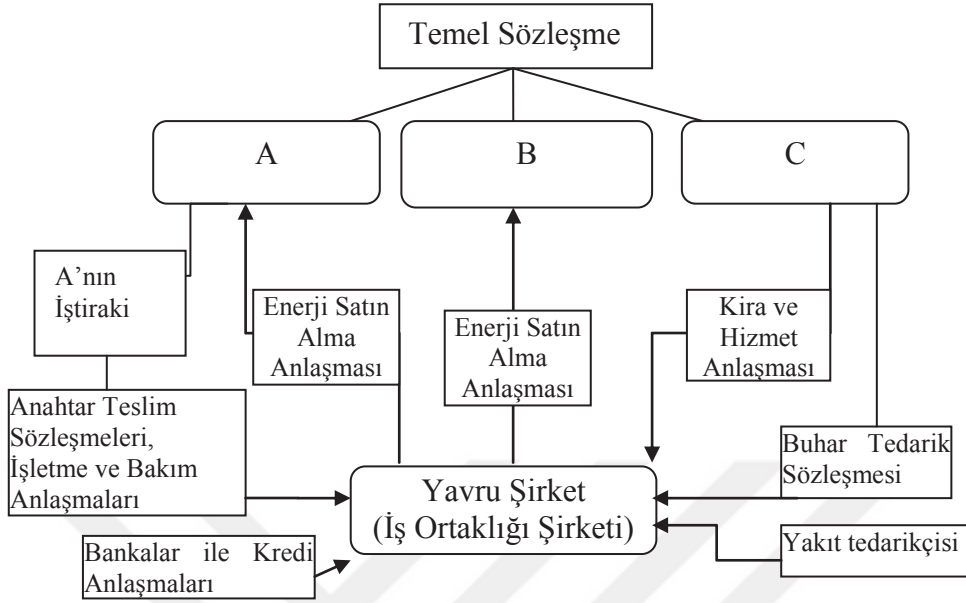 Temel Sözleşme
A
B
C
A’nın
İştiraki
Enerji Satın
Alma
Anlaşması
Enerji Satın
Alma
Anlaşması
Kira ve
Hizmet
Anlaşması
Anahtar Teslim
Sözleşmeleri,
İşletme ve Bakım
Anlaşmaları
Buhar Tedarik
Sözleşmesi
Yavru Şirket
(İş Ortaklığı Şirketi)
Bankalar ile Kredi
Anlaşmaları
Yakıt tedarikçisi